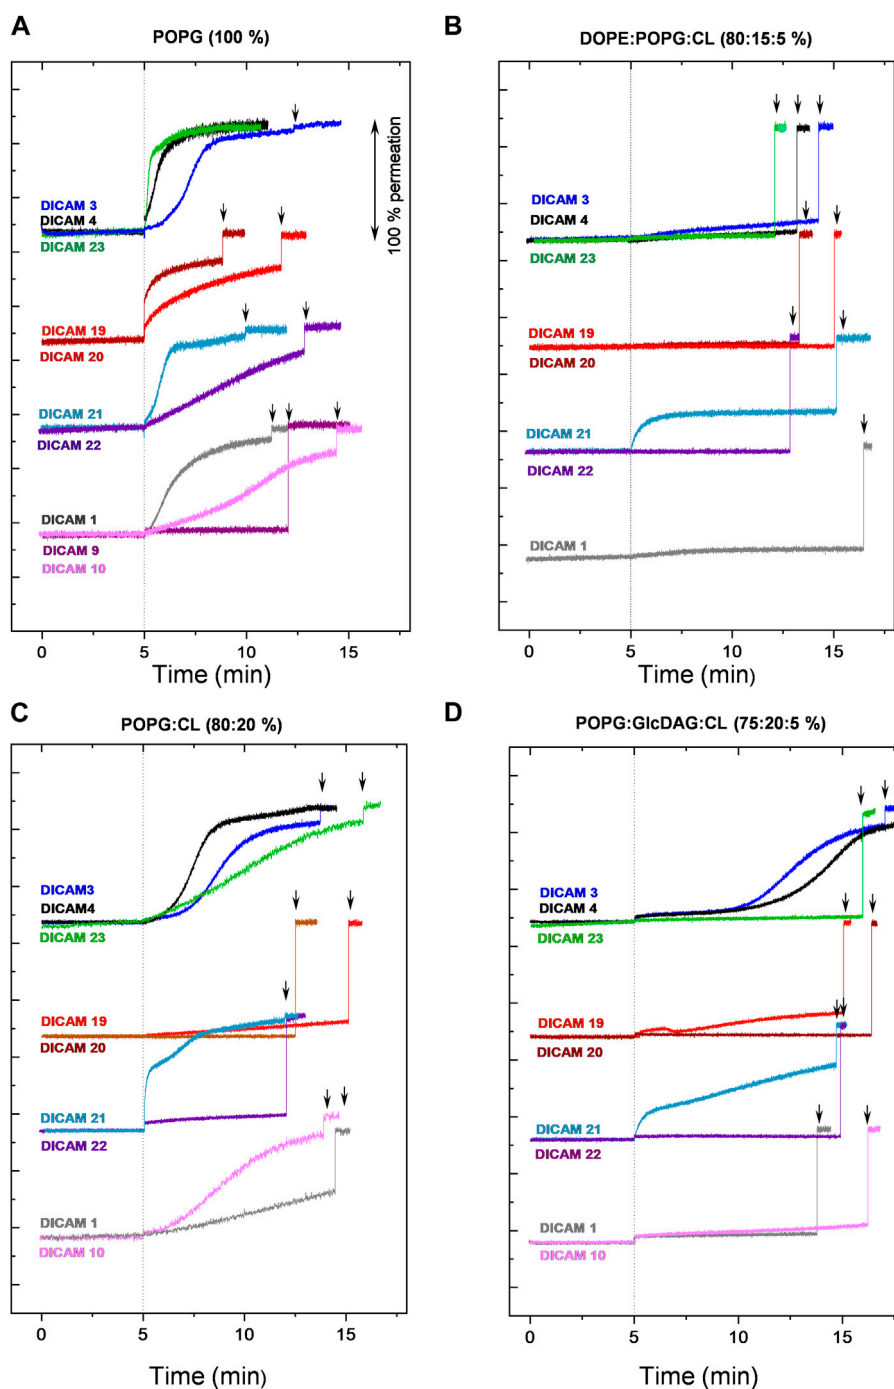 A
POPG (100 %)
100 % permeation
DICAM 3
DICAM 4
DICAM 23
DICAM 19
DICAM 20
DICAM 21
DICAM 22
DICAM 1
DICAM 9
DICAM 10
0 5 10 15
Time (min)
B
DOPE:POPG:CL (80:15:5 %)
DICAM 3
DICAM 4
DICAM 23
DICAM 19
DICAM 20
DICAM 21
DICAM 22
DICAM 1
0 5 10 15
Time (min)
C
POPG:CL (80:20 %)
DICAM3
DICAM4
DICAM 23
DICAM 19
DICAM 20
DICAM 21
DICAM 22
DICAM 1
DICAM 10
0 5 10 15
Time (min)
D
POPG:GlcDAG:CL (75:20:5 %)
DICAM 3
DICAM 4
DICAM 23
DICAM 19
DICAM 20
DICAM 21
DICAM 22
DICAM 1
DICAM 10
0 5 10 15
Time (min)